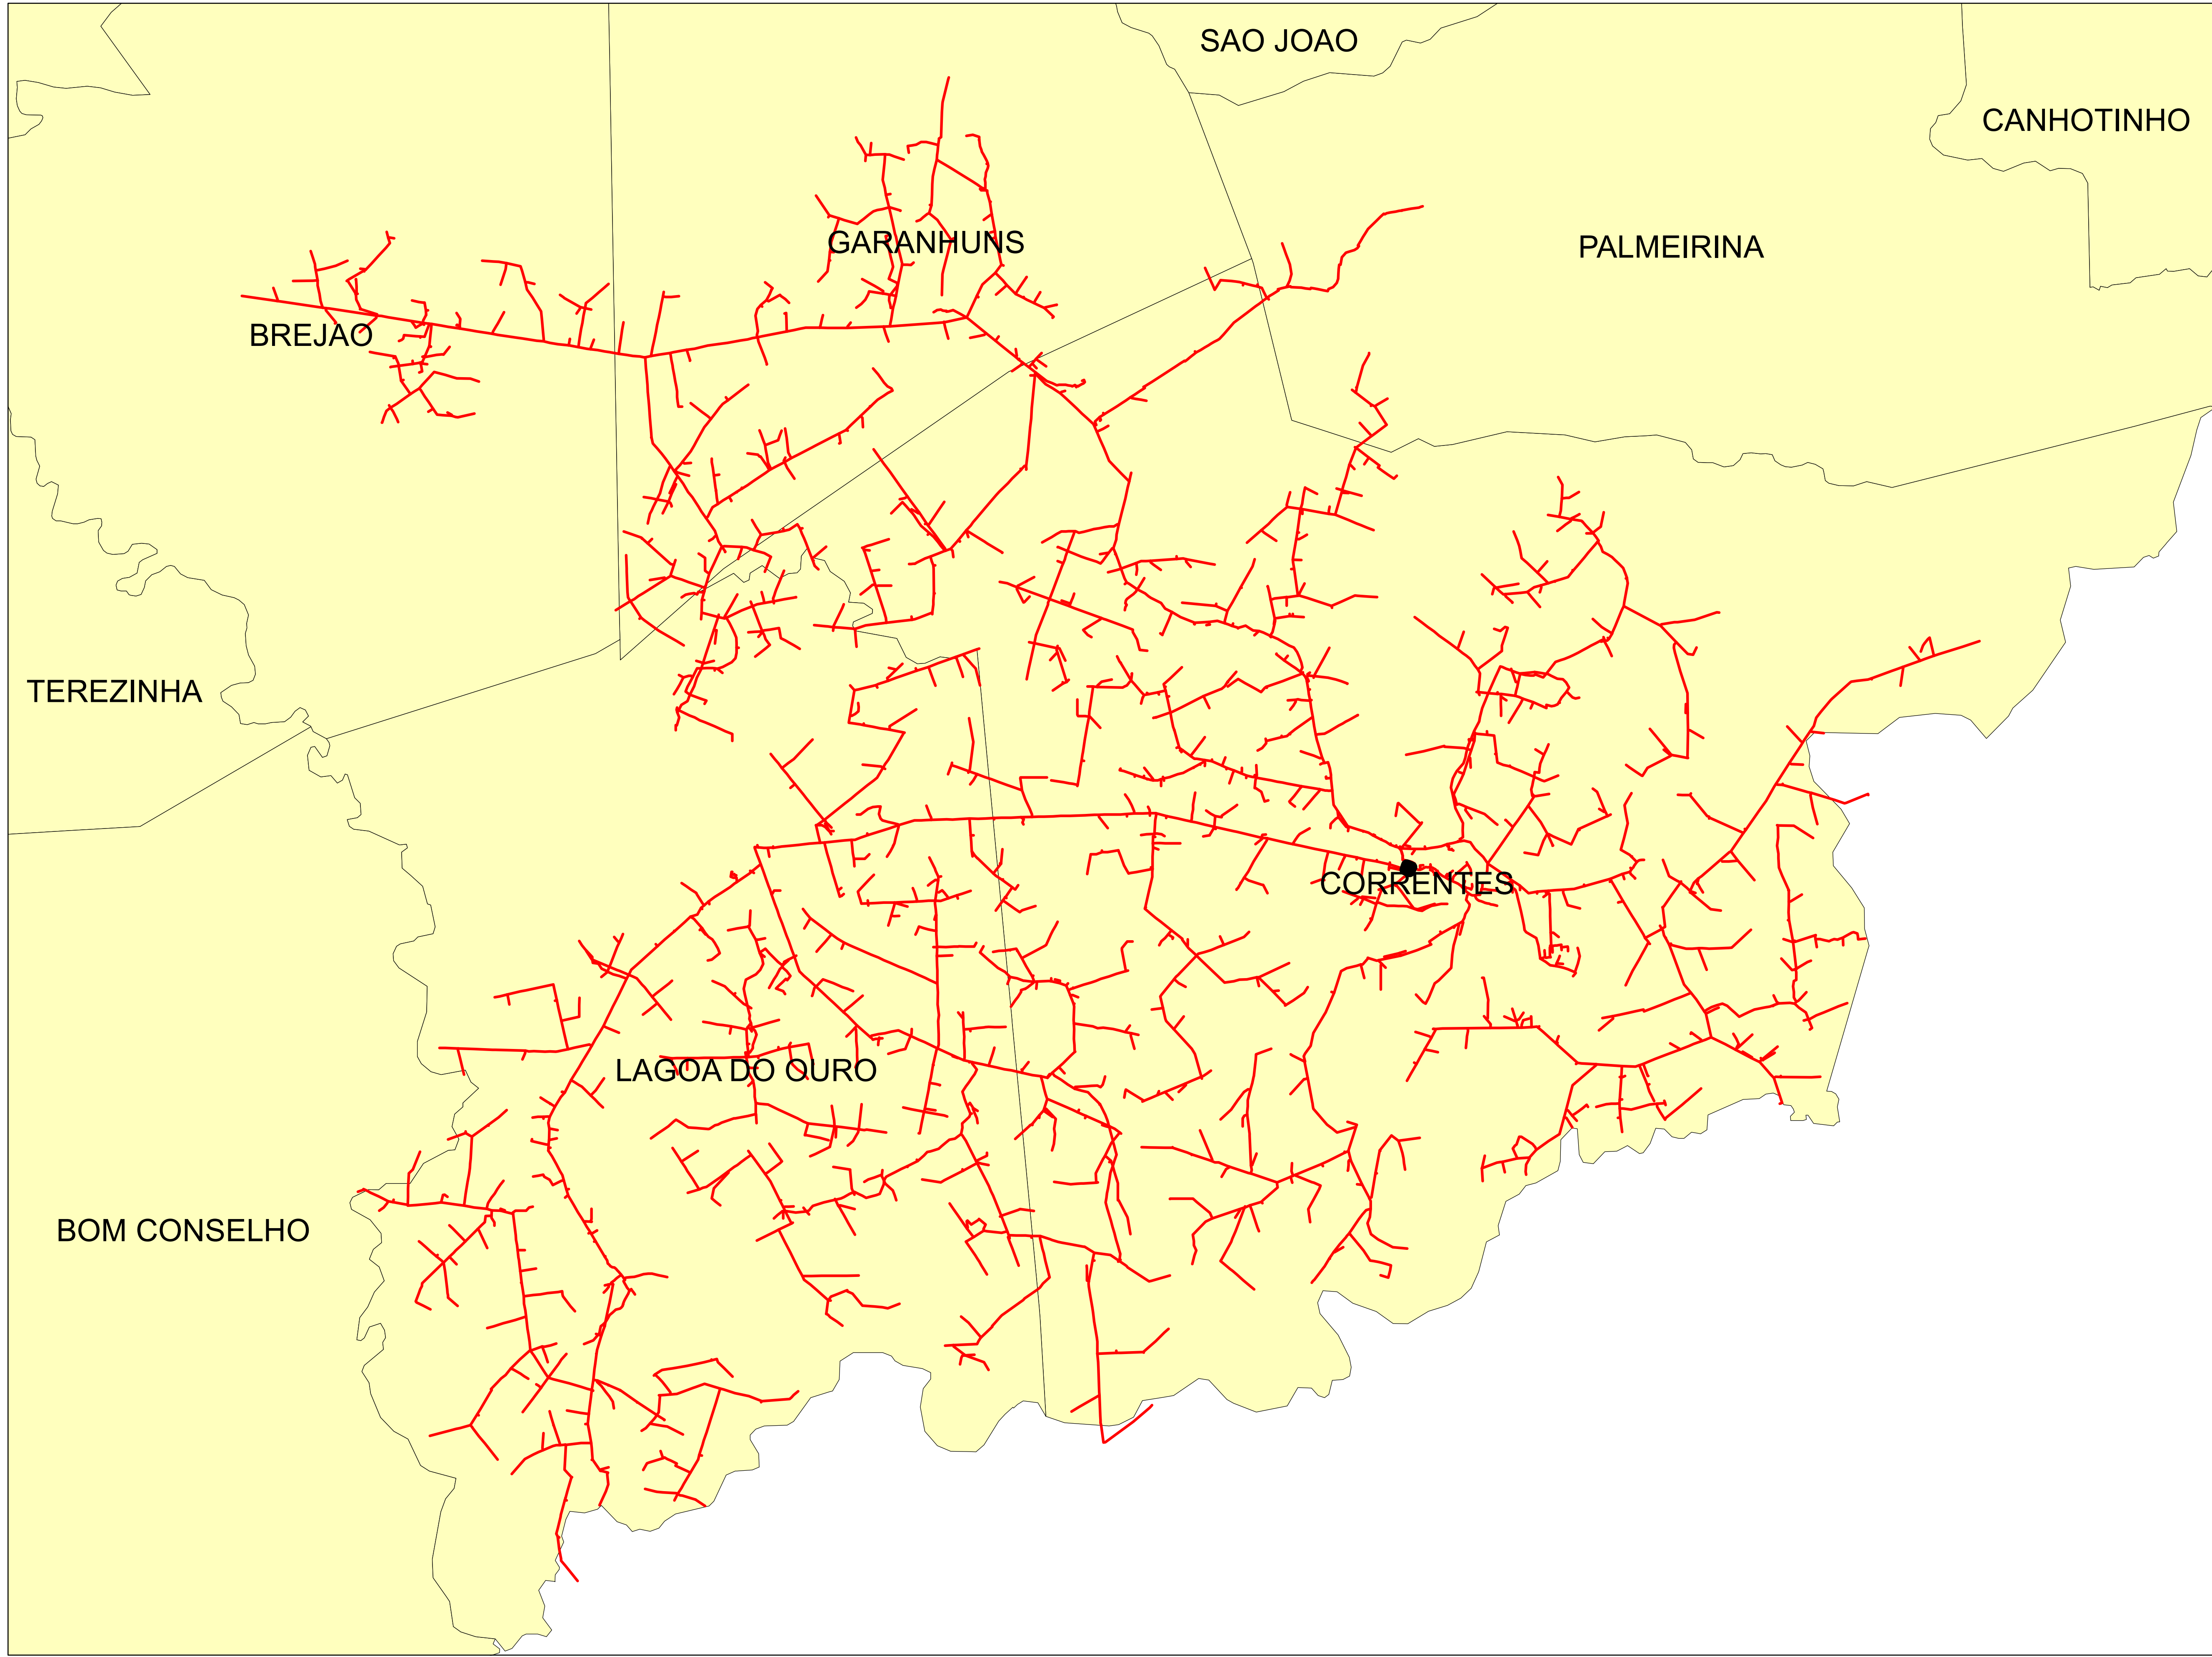 SAO JOAO
CANHOTINHO
GARANHUNS
PALMEIRINA
BREJAO
TEREZINHA
CORRENTES
LAGOA DO OURO
BOM CONSELHO